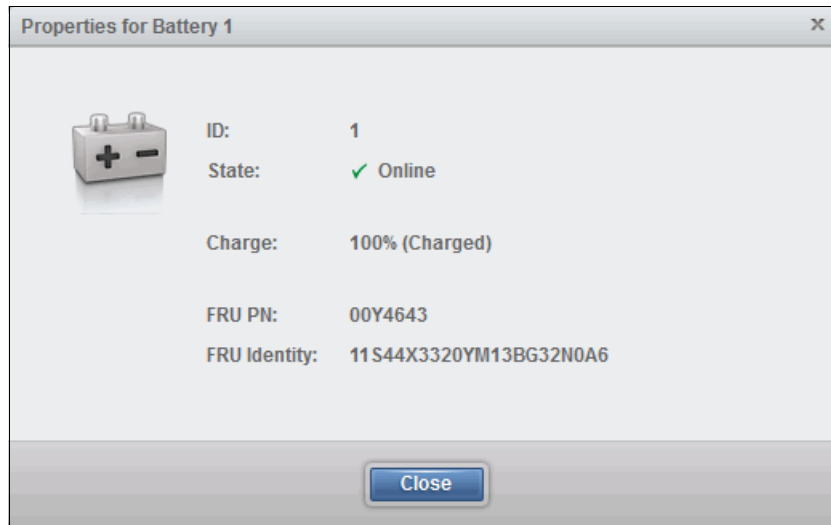 Properties for Battery 1 x
ID: 1
State: ✓ Online
Charge: 100% (Charged)
FRU PN: 00Y4643
FRU Identity: 11S44X3320YM13BG32N0A6
Close